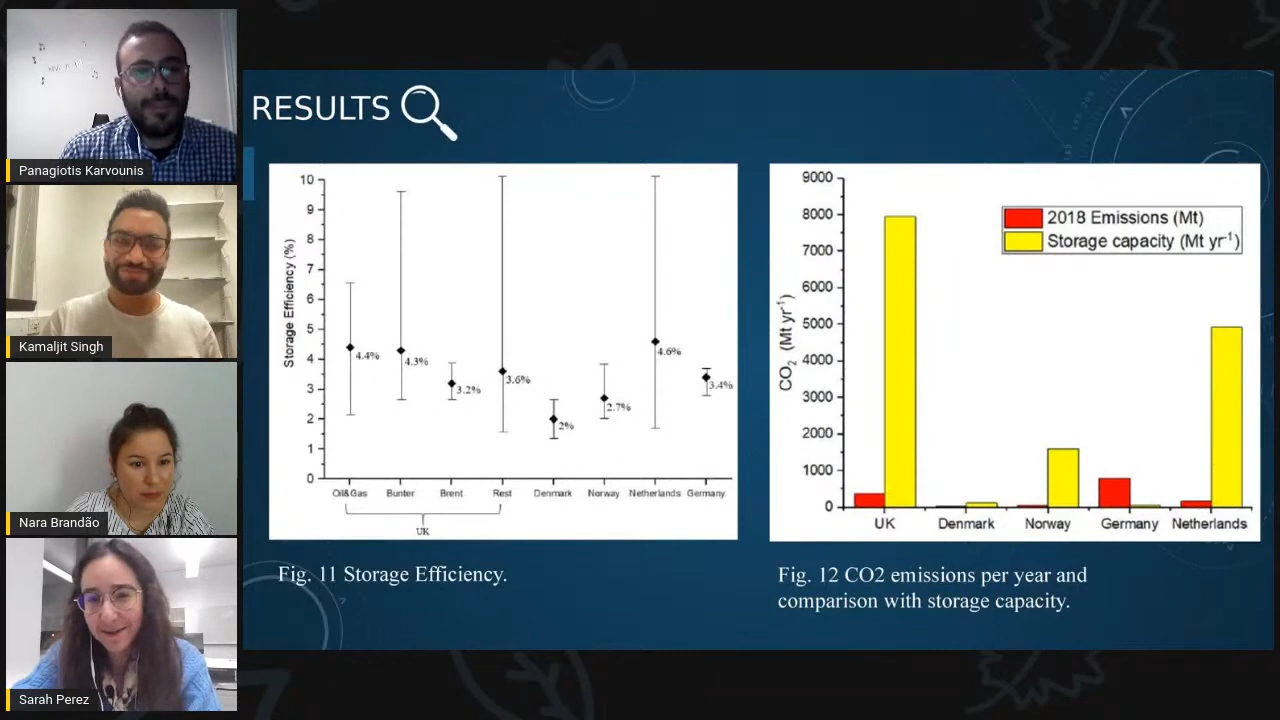 Panagiotis Karvounis
Kamaljit Singh
Nara Brandão
Sarah Perez
RESULTS
10
9
8
7
6
5
4
3
2
1
0
Storage Efficiency (%)
4.4%
4.3%
3.2%
3.6%
2%
2.7%
4.6%
3.4%
Oil&Gas Bunter Brent Rest Denmark Norway Netherlands Germany
UK
Fig. 11 Storage Efficiency.
9000
8000
7000
6000
5000
4000
3000
2000
1000
0
CO₂ (Mt yr⁻¹)
2018 Emissions (Mt)
Storage capacity (Mt yr⁻¹)
UK Denmark Norway Germany Netherlands
Fig. 12 CO2 emissions per year and
comparison with storage capacity.